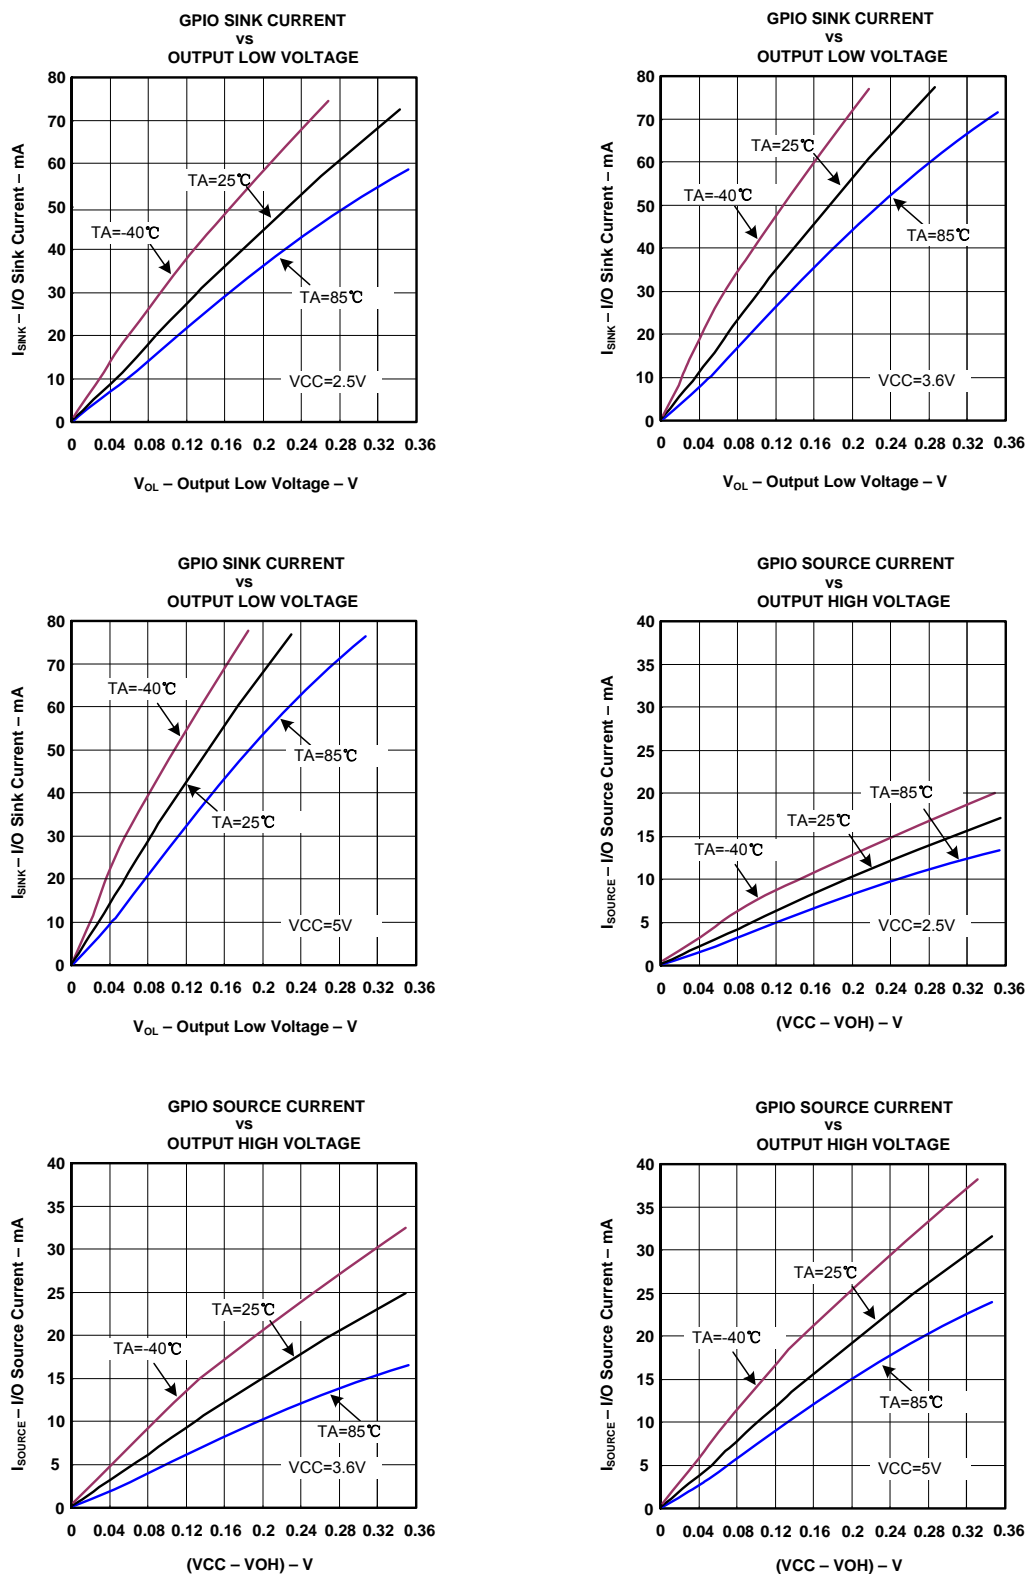 GPIO SINK CURRENT
vs
OUTPUT LOW VOLTAGE
80
70
60
50
40
30
20
10
0
I_SINK – I/O Sink Current – mA
TA=25℃
TA=-40℃
TA=85℃
VCC=2.5V
0 0.04 0.08 0.12 0.16 0.2 0.24 0.28 0.32 0.36
V_OL – Output Low Voltage – V
GPIO SINK CURRENT
vs
OUTPUT LOW VOLTAGE
80
70
60
50
40
30
20
10
0
I_SINK – I/O Sink Current – mA
TA=25℃
TA=-40℃
TA=85℃
VCC=3.6V
0 0.04 0.08 0.12 0.16 0.2 0.24 0.28 0.32 0.36
V_OL – Output Low Voltage – V
GPIO SINK CURRENT
vs
OUTPUT LOW VOLTAGE
80
70
60
50
40
30
20
10
0
I_SINK – I/O Sink Current – mA
TA=-40℃
TA=85℃
TA=25℃
VCC=5V
0 0.04 0.08 0.12 0.16 0.2 0.24 0.28 0.32 0.36
V_OL – Output Low Voltage – V
GPIO SOURCE CURRENT
vs
OUTPUT HIGH VOLTAGE
40
35
30
25
20
15
10
5
0
I_SOURCE – I/O Source Current – mA
TA=85℃
TA=25℃
TA=-40℃
VCC=2.5V
0 0.04 0.08 0.12 0.16 0.2 0.24 0.28 0.32 0.36
(VCC – VOH) – V
GPIO SOURCE CURRENT
vs
OUTPUT HIGH VOLTAGE
40
35
30
25
20
15
10
5
0
I_SOURCE – I/O Source Current – mA
TA=25℃
TA=-40℃
TA=85℃
VCC=3.6V
0 0.04 0.08 0.12 0.16 0.2 0.24 0.28 0.32 0.36
(VCC – VOH) – V
GPIO SOURCE CURRENT
vs
OUTPUT HIGH VOLTAGE
40
35
30
25
20
15
10
5
0
I_SOURCE – I/O Source Current – mA
TA=25℃
TA=-40℃
TA=85℃
VCC=5V
0 0.04 0.08 0.12 0.16 0.2 0.24 0.28 0.32 0.36
(VCC – VOH) – V